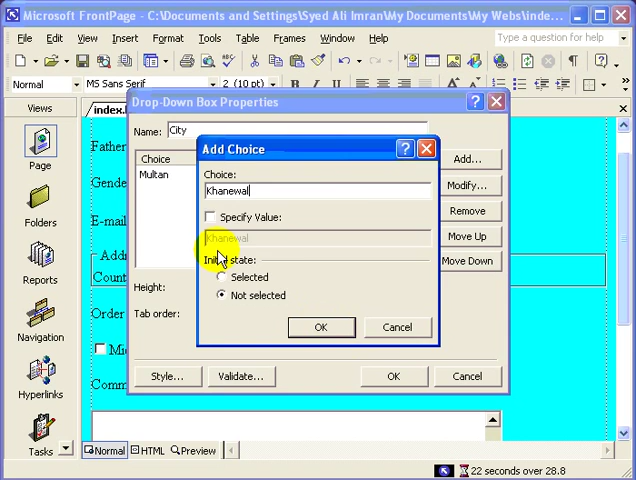 Microsoft FrontPage - C:\Documents and Settings\Syed Ali Imran\My Documents\My Webs\inde
File Edit View Insert Format Tools Table Frames Window Help
Type a question for help
Normal MS Sans Serif 2 (10 pt) B I U
Views
index.
Page
Folders
Reports
Navigation
Hyperlinks
Tasks
Father
Gende
E-mail
Addr
Count
Order
Mi
Comm
Drop-Down Box Properties
Name: City
Choice
Multan
Add...
Modify...
Remove
Move Up
Move Down
Height:
Tab order:
Style... Validate... OK Cancel
Add Choice
Choice:
Khanewal
Specify Value:
Khanewal
state:
Selected
Not selected
OK Cancel
Normal HTML Preview
22 seconds over 28.8